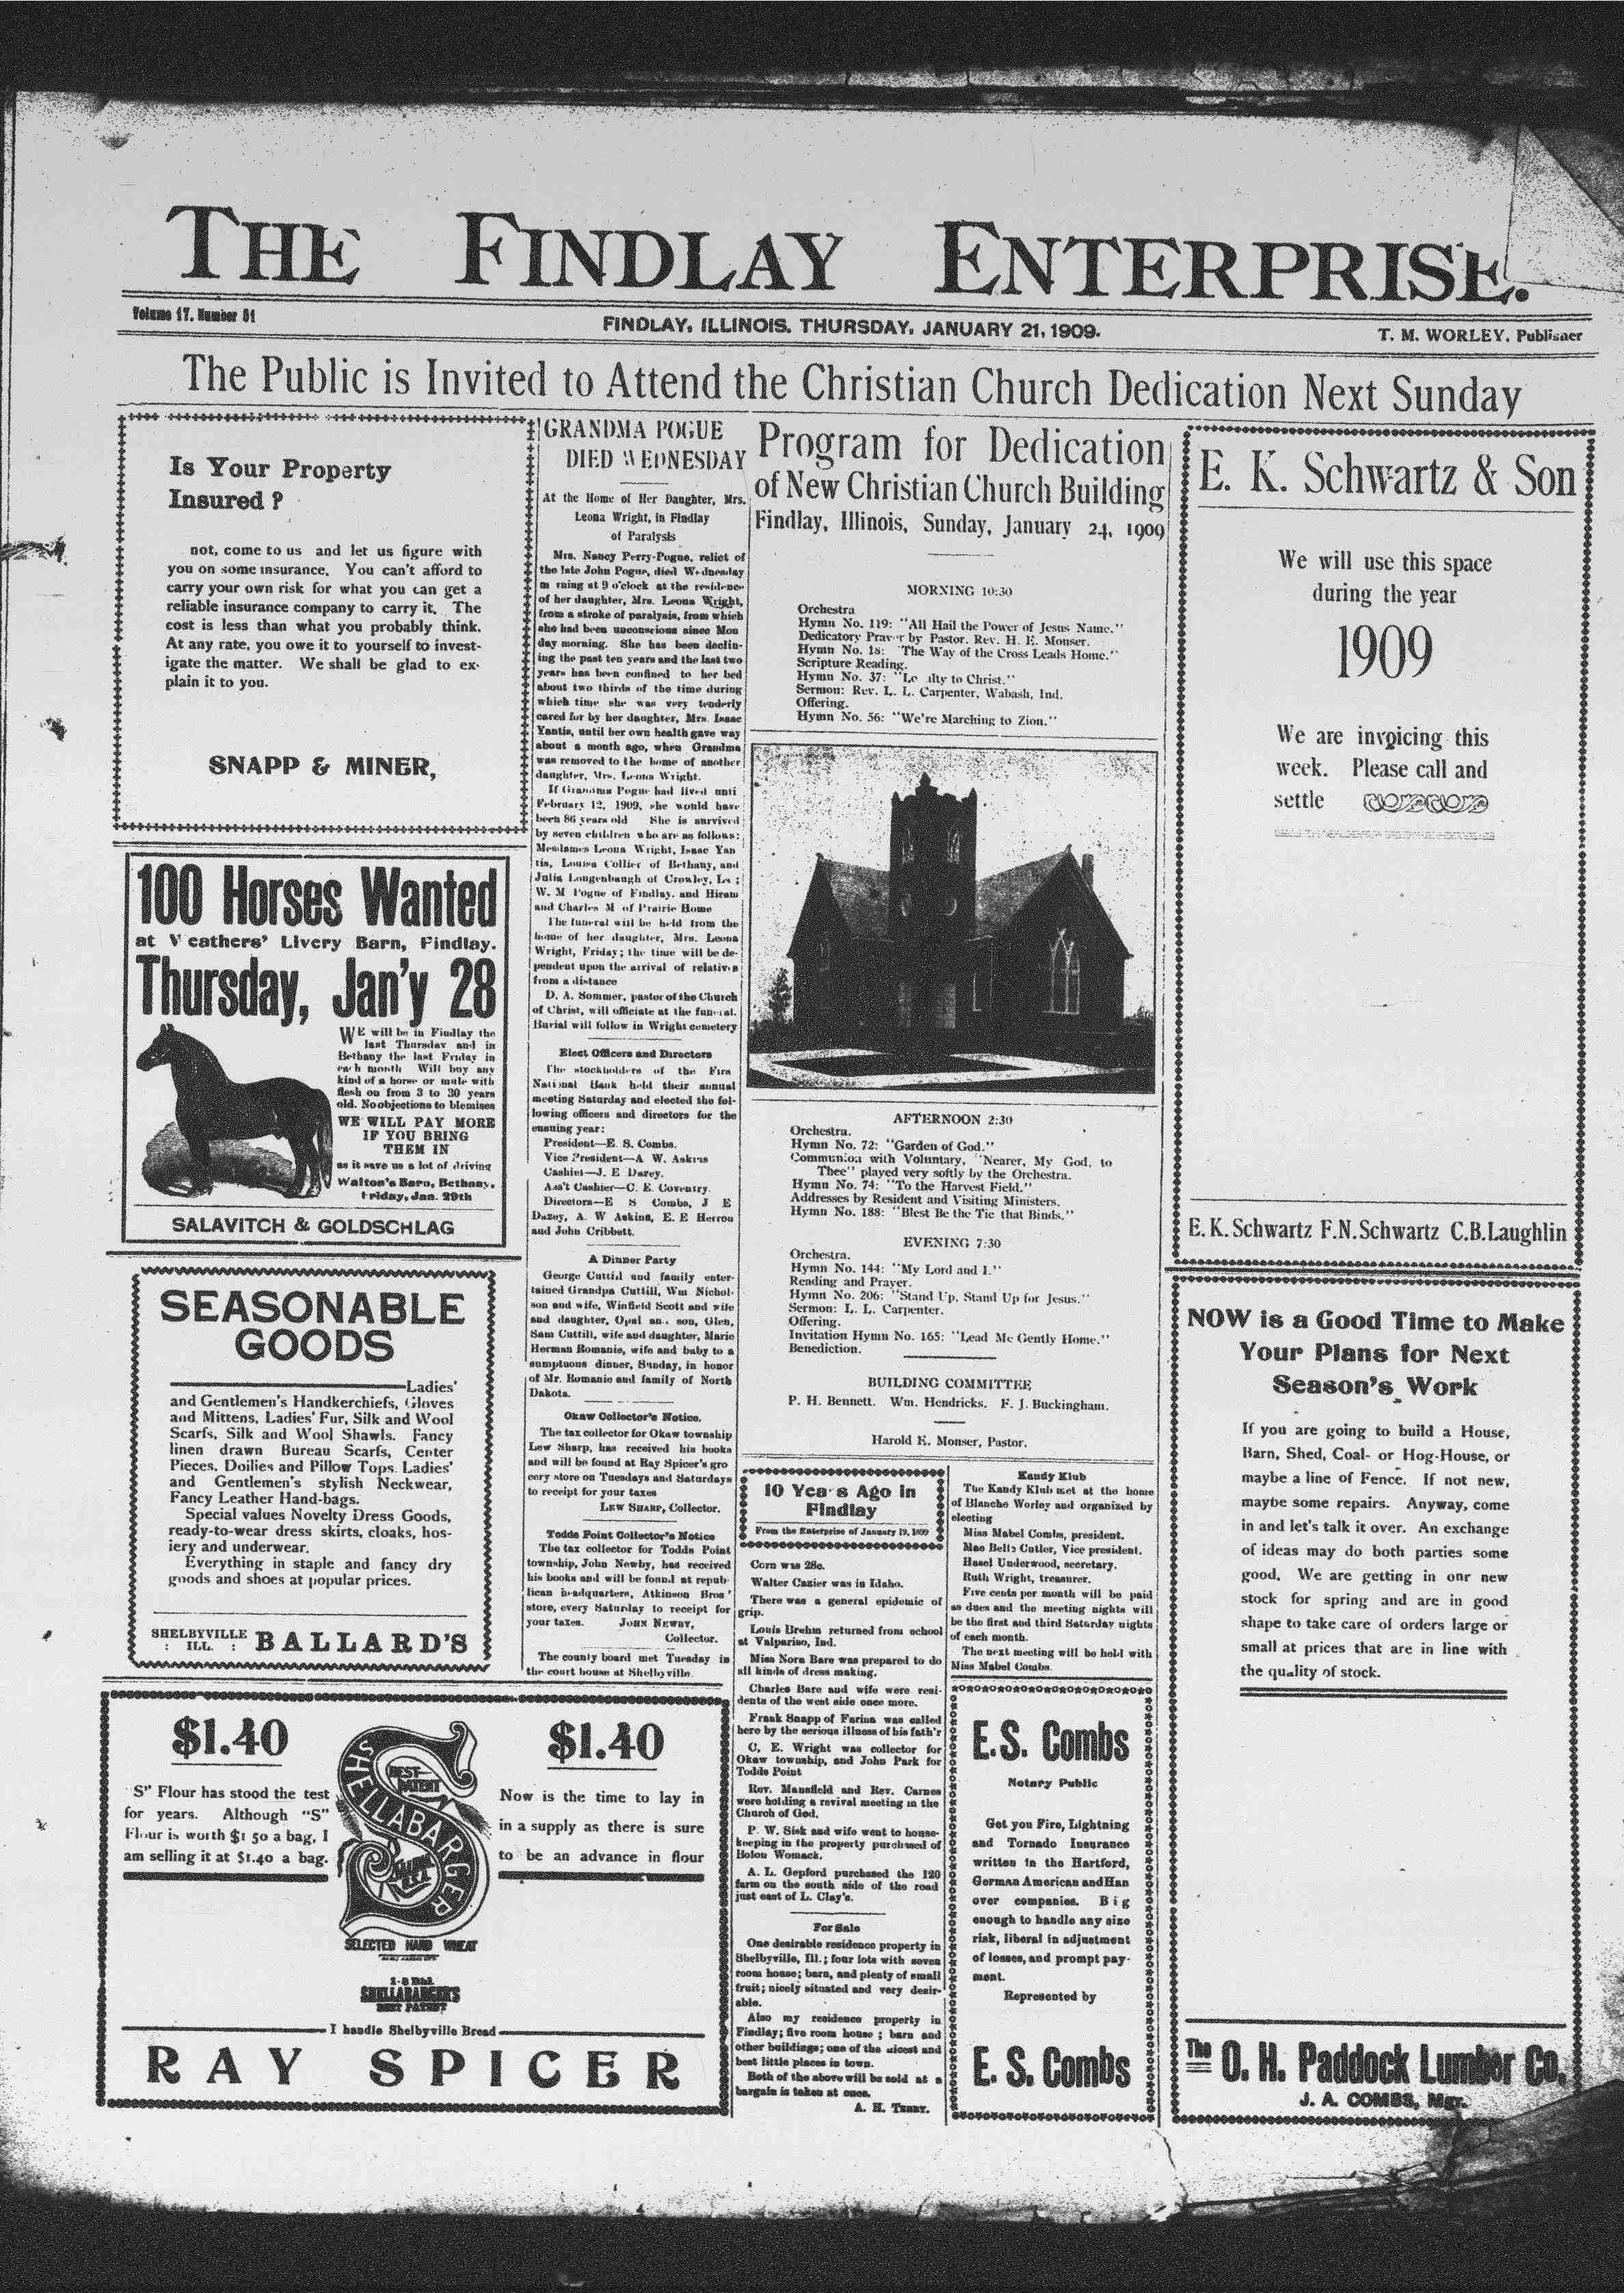 THE FINDLAY ENTERPRISE.
Volume 17. Number 51
FINDLAY, ILLINOIS. THURSDAY, JANUARY 21, 1909.
T. M. WORLEY, Publisher
The Public is Invited to Attend the Christian Church Dedication Next Sunday
Is Your Property
Insured?
not, come to us and let us figure with
you on some insurance. You can't afford to
carry your own risk for what you can get a
reliable insurance company to carry it. The
cost is less than what you probably think.
At any rate, you owe it to yourself to invest-
igate the matter. We shall be glad to ex-
plain it to you.
SNAPP & MINER,
100 Horses Wanted
at Weathers' Livery Barn, Findlay.
Thursday, Jan'y 28
WE will be in Findlay the
last Thursday and in
Bethany the last Friday in
each month Will buy any
kind of a horse or mule with
flesh on from 3 to 30 years
old. No objections to blemises
WE WILL PAY MORE
IF YOU BRING
THEM IN
as it save us a lot of driving
Walton's Barn, Bethany,
Friday, Jan. 29th
SALAVITCH & GOLDSCHLAG
SEASONABLE
GOODS
Ladies'
and Gentlemen's Handkerchiefs, Gloves
and Mittens, Ladies' Fur, Silk and Wool
Scarfs, Silk and Wool Shawls. Fancy
linen drawn Bureau Scarfs, Center
Pieces, Doilies and Pillow Tops. Ladies'
and Gentlemen's stylish Neckwear,
Fancy Leather Hand-bags.
Special values Novelty Dress Goods,
ready-to-wear dress skirts, cloaks, hos-
iery and underwear.
Everything in staple and fancy dry
goods and shoes at popular prices.
SHELBYVILLE
: ILL. :
BALLARD'S
$1.40
"S" Flour has stood the test
for years. Although "S"
Flour is worth $1 50 a bag, I
am selling it at $1.40 a bag.
BEST
PATENT
SHELLABARGER
SELECTED HARD WHEAT
1-8 Bbl.
SHELLABARGER'S
BEST PATENT
$1.40
Now is the time to lay in
in a supply as there is sure
to be an advance in flour
I handle Shelbyville Bread
RAY SPICER
GRANDMA POGUE
DIED WEDNESDAY
At the Home of Her Daughter, Mrs.
Leona Wright, in Findlay
of Paralysis
Mrs. Nancy Perry-Pogue, relict of
the late John Pogue, died Wednesday
m rning at 9 o'clock at the residence
of her daughter, Mrs. Leona Wright,
from a stroke of paralysis, from which
she had been unconscious since Mon
day morning. She has been declin-
ing the past ten years and the last two
years has been confined to her bed
about two thirds of the time during
which time she was very tenderly
cared for by her daughter, Mrs. Isaac
Yantis, until her own health gave way
about a month ago, when Grandma
was removed to the home of another
daughter, Mrs. Leona Wright.
If Grandma Pogue had lived unti
February 12, 1909, she would have
been 86 years old She is survived
by seven children who are as follows:
Mesdames Leona Wright, Isaac Yan
tis, Louisa Collier of Bethany, and
Julia Longenbaugh of Crowley, La ;
W. M Pogue of Findlay. and Hiram
and Charles M of Prairie Home
The funeral will be held from the
home of her daughter, Mrs. Leona
Wright, Friday; the time will be de-
pendent upon the arrival of relatives
from a distance
D. A. Sommer, pastor of the Church
of Christ, will officiate at the funeral.
Burial will follow in Wright cemetery
Elect Officers and Directors
The stockholders of the Firs
National Bank held their annual
meeting Saturday and elected the fol-
lowing officers and directors for the
ensuing year:
President—E. S. Combs.
Vice President—A W. Askins
Cashier—J. E Dazey.
Ass't Cashier—C. E. Coventry.
Directors—E S Combs, J E
Dazey, A. W Askins, E. E Herron
and John Cribbett.
A Dinner Party
George Cuttill and family enter-
tained Grandpa Cuttill, Wm Nichol-
son and wife, Winfield Scott and wife
and daughter, Opal an . son, Glen,
Sam Cuttill, wife and daughter, Marie
Herman Romanie, wife and baby to a
sumptuous dinner, Sunday, in honor
of Mr. Romanie and family of North
Dakota.
Okaw Collector's Notice.
The tax collector for Okaw township
Lew Sharp, has received his books
and will be found at Ray Spicer's gro
cery store on Tuesdays and Saturdays
to receipt for your taxes
LEW SHARP, Collector.
Todds Point Collector's Notice
The tax collector for Todds Point
township, John Newby, has received
his books and will be found at repub-
lican headquarters, Atkinson Bros'
store, every Saturday to receipt for
your taxes. JOHN NEWBY,
Collector.
The county board met Tuesday in
the court house at Shelbyville.
Program for Dedication
of New Christian Church Building
Findlay, Illinois, Sunday, January 24, 1909
MORNING 10:30
Orchestra
Hymn No. 119: "All Hail the Power of Jesus Name."
Dedicatory Prayer by Pastor. Rev. H. E. Monser.
Hymn No. 18: "The Way of the Cross Leads Home."
Scripture Reading.
Hymn No. 37: "Lo alty to Christ."
Sermon: Rev. L. L. Carpenter, Wabash, Ind.
Offering.
Hymn No. 56: "We're Marching to Zion."
AFTERNOON 2:30
Orchestra.
Hymn No. 72: "Garden of God."
Communion with Voluntary, "Nearer, My God, to
Thee" played very softly by the Orchestra.
Hymn No. 74: "To the Harvest Field."
Addresses by Resident and Visiting Ministers.
Hymn No. 188: "Blest Be the Tie that Binds."
EVENING 7:30
Orchestra.
Hymn No. 144: "My Lord and I."
Reading and Prayer.
Hymn No. 206: "Stand Up, Stand Up for Jesus."
Sermon: L. L. Carpenter.
Offering.
Invitation Hymn No. 165: "Lead Me Gently Home."
Benediction.
BUILDING COMMITTEE
P. H. Bennett. Wm. Hendricks. F. J. Buckingham.
Harold E. Monser, Pastor.
10 Years Ago in
Findlay
From the Enterprise of January 19, 1899
Corn was 28c.
Walter Cazier was in Idaho.
There was a general epidemic of
grip.
Louis Brehm returned from school
at Valpariso, Ind.
Miss Nora Bare was prepared to do
all kinds of dress making.
Charles Bare and wife were resi-
dents of the west side once more.
Frank Snapp of Farina was called
here by the serious illness of his fath'r
C. E. Wright was collector for
Okaw township, and John Park for
Todds Point
Rev. Mansfield and Rev. Carnes
were holding a revival meeting in the
Church of God.
P. W. Sisk and wife went to house-
keeping in the property purchased of
Bolon Womack.
A. L. Gepford purchased the 120
farm on the south side of the road
just east of L. Clay's.
For Sale
One desirable residence property in
Shelbyville, Ill.; four lots with seven
room house; barn, and plenty of small
fruit; nicely situated and very desir-
able.
Also my residence property in
Findlay; five room house ; barn and
other buildings; one of the nicest and
best little places in town.
Both of the above will be sold at a
bargain is taken at once.
A. H. TERRY.
Kandy Klub
The Kandy Klub met at the home
of Blanche Worley and organized by
electing
Miss Mabel Combs, president.
Mae Belle Cutler, Vice president.
Hasel Underwood, secretary.
Ruth Wright, treasurer.
Five cents per month will be paid
as dues and the meeting nights will
be the first and third Saturday nights
of each month.
The next meeting will be held with
Miss Mabel Combs.
E. S. Combs
Notary Public
Get you Fire, Lightning
and Tornado Insurance
written in the Hartford,
German American and Han
over companies. Big
enough to handle any size
risk, liberal in adjustment
of losses, and prompt pay-
ment.
Represented by
E. S. Combs
E. K. Schwartz & Son
We will use this space
during the year
1909
We are invoicing this
week. Please call and
settle
E. K. Schwartz F. N. Schwartz C. B. Laughlin
NOW is a Good Time to Make
Your Plans for Next
Season's Work
If you are going to build a House,
Barn, Shed, Coal- or Hog-House, or
maybe a line of Fence. If not new,
maybe some repairs. Anyway, come
in and let's talk it over. An exchange
of ideas may do both parties some
good. We are getting in onr new
stock for spring and are in good
shape to take care of orders large or
small at prices that are in line with
the quality of stock.
The O. H. Paddock Lumber Co.
J. A. COMBS, Mgr.